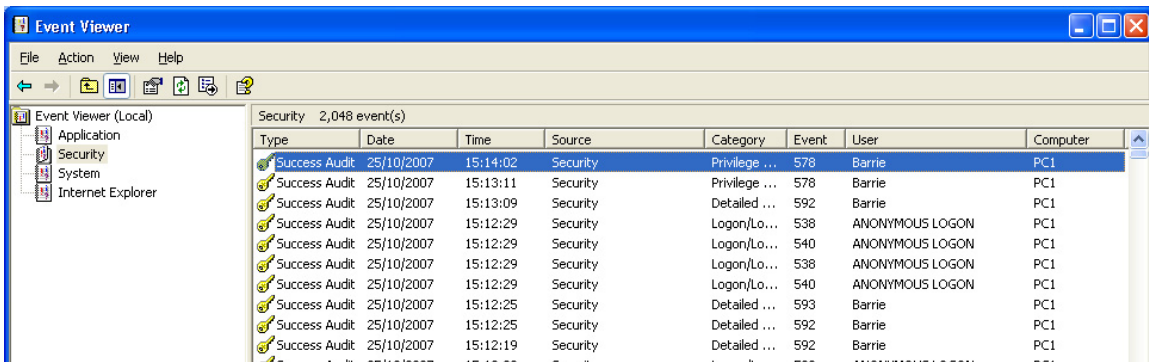 Event Viewer
File Action View Help
Event Viewer (Local)
Application
Security
System
Internet Explorer
Security 2,048 event(s)
Type Date Time Source Category Event User Computer
Success Audit 25/10/2007 15:14:02 Security Privilege ... 578 Barrie PC1
Success Audit 25/10/2007 15:13:11 Security Privilege ... 578 Barrie PC1
Success Audit 25/10/2007 15:13:09 Security Detailed ... 592 Barrie PC1
Success Audit 25/10/2007 15:12:29 Security Logon/Lo... 538 ANONYMOUS LOGON PC1
Success Audit 25/10/2007 15:12:29 Security Logon/Lo... 540 ANONYMOUS LOGON PC1
Success Audit 25/10/2007 15:12:29 Security Logon/Lo... 538 ANONYMOUS LOGON PC1
Success Audit 25/10/2007 15:12:29 Security Logon/Lo... 540 ANONYMOUS LOGON PC1
Success Audit 25/10/2007 15:12:25 Security Detailed ... 593 Barrie PC1
Success Audit 25/10/2007 15:12:25 Security Detailed ... 592 Barrie PC1
Success Audit 25/10/2007 15:12:19 Security Detailed ... 592 Barrie PC1